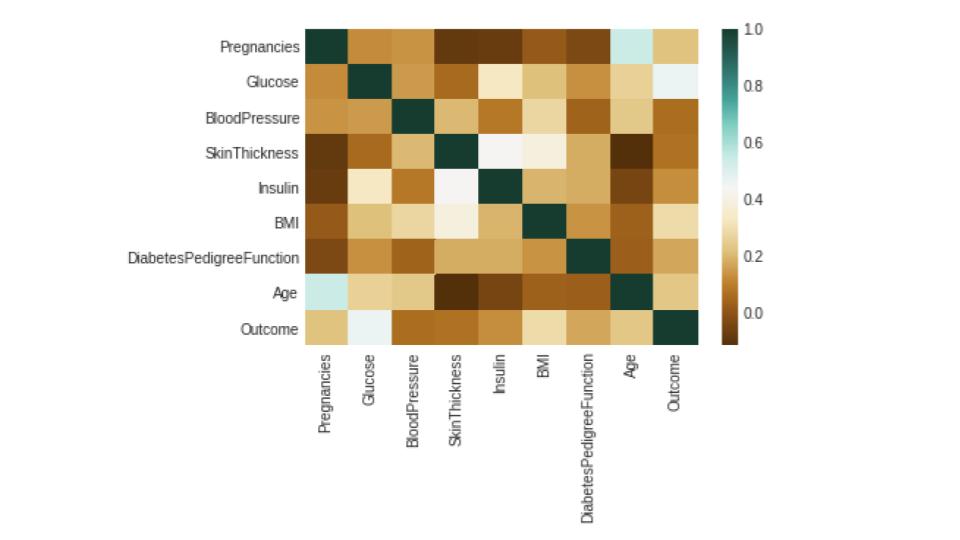 Pregnancies
Glucose
BloodPressure
SkinThickness
Insulin
BMI
DiabetesPedigreeFunction
Age
Outcome
1.0
0.8
0.6
0.4
0.2
0.0
Pregnancies
Glucose
BloodPressure
SkinThickness
Insulin
BMI
DiabetesPedigreeFunction
Age
Outcome